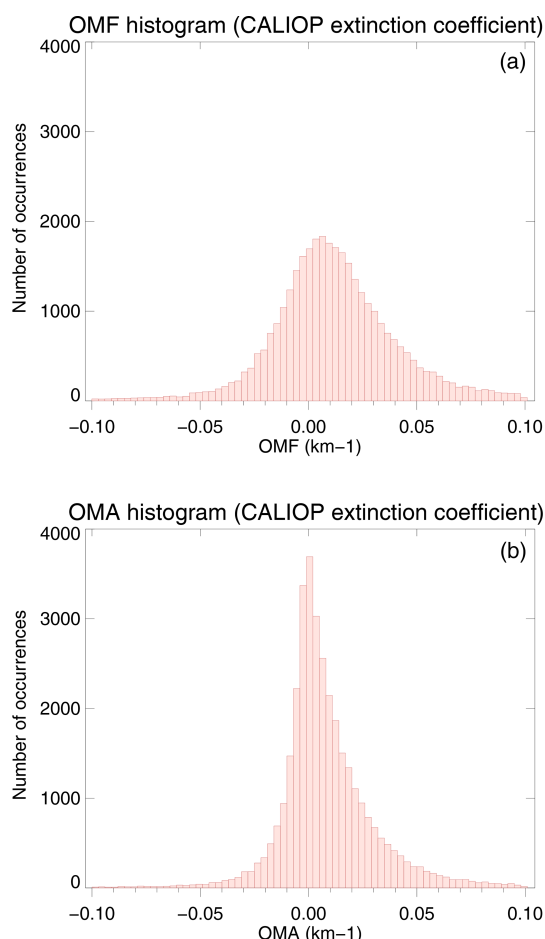 OMF histogram (CALIOP extinction coefficient)
(a)
4000
3000
2000
1000
0
Number of occurrences
−0.10
−0.05
0.00
0.05
0.10
OMF (km−1)
OMA histogram (CALIOP extinction coefficient)
(b)
4000
3000
2000
1000
0
Number of occurrences
−0.10
−0.05
0.00
0.05
0.10
OMA (km−1)